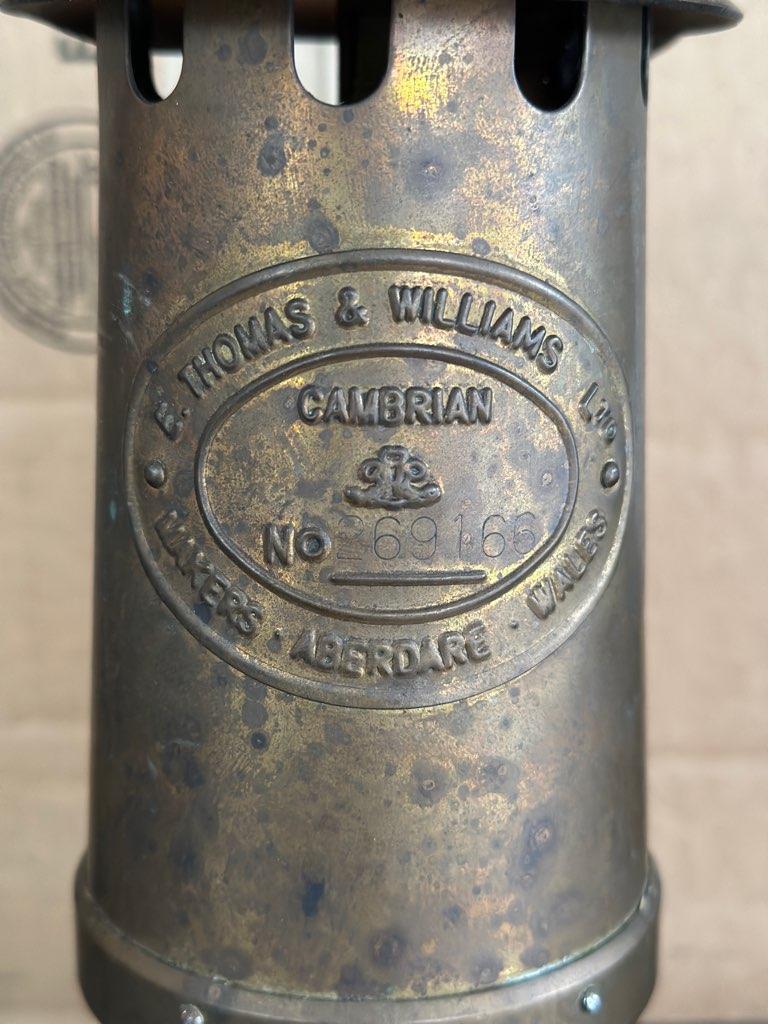 E. THOMAS & WILLIAMS LTD
CAMBRIAN
NO 269166
MAKERS · ABERDARE · WALES